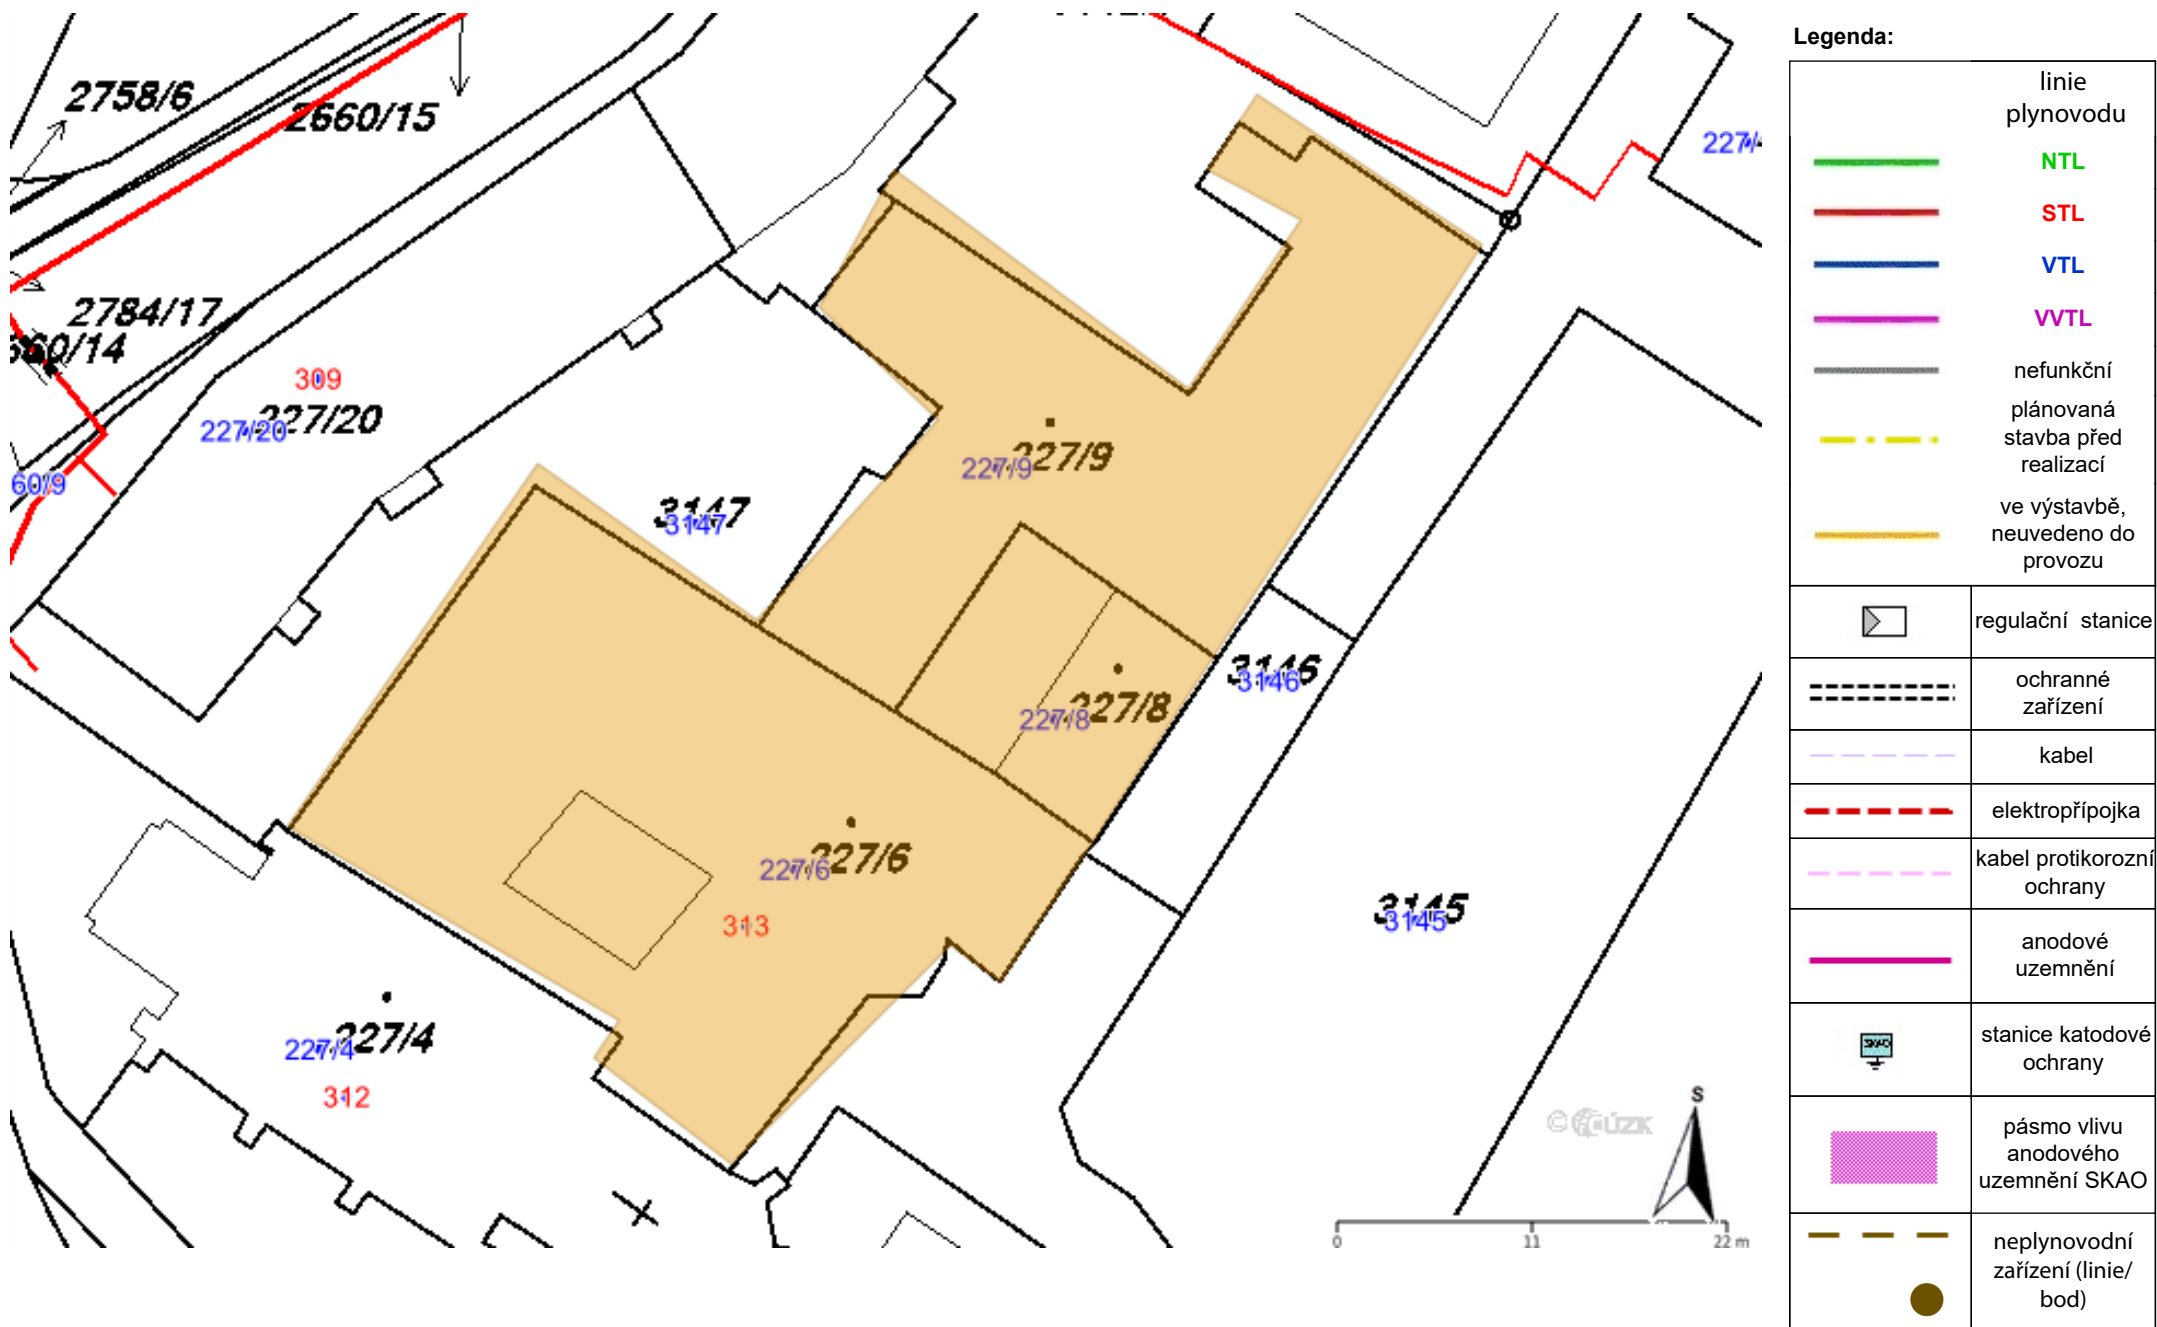 2758/6
2660/15
227/4
2784/17
60/14
309
227/20
227/20
60/9
3147
3147
227/9
227/9
3146
3146
227/8
227/8
227/6
227/6
313
3145
3145
227/4
227/4
312
S
0 11 22 m
Legenda:
linie
plynovodu
NTL
STL
VTL
VVTL
nefunkční
plánovaná
stavba před
realizací
ve výstavbě,
neuvedeno do
provozu
regulační stanice
ochranné
zařízení
kabel
elektropřípojka
kabel protikorozní
ochrany
anodové
uzemnění
SKAO
stanice katodové
ochrany
pásmo vlivu
anodového
uzemnění SKAO
neplynovodní
zařízení (linie/
bod)